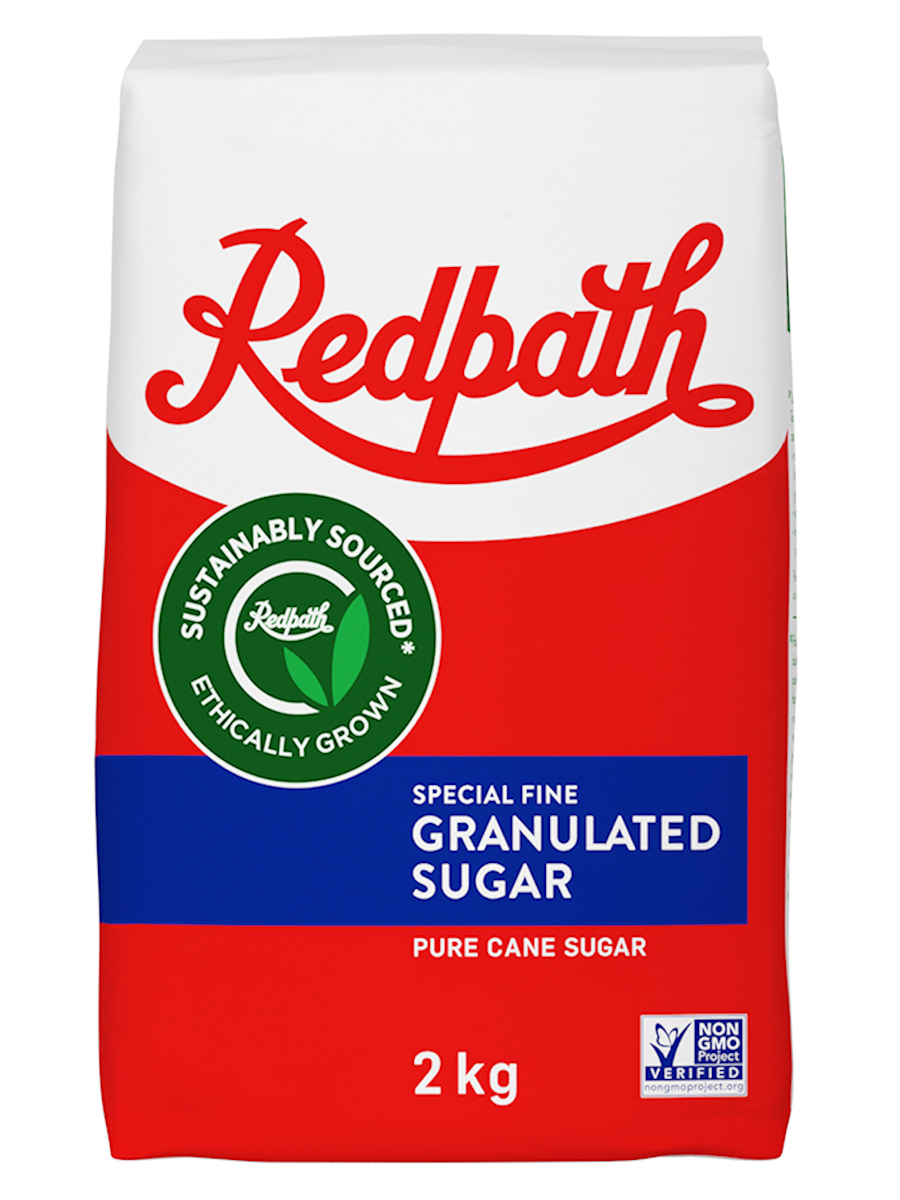 Redpath
SUSTAINABLY SOURCED*
Redpath
ETHICALLY GROWN
SPECIAL FINE
GRANULATED
SUGAR
PURE CANE SUGAR
2 kg
NON
GMO
Project
VERIFIED
nongmoproject.org